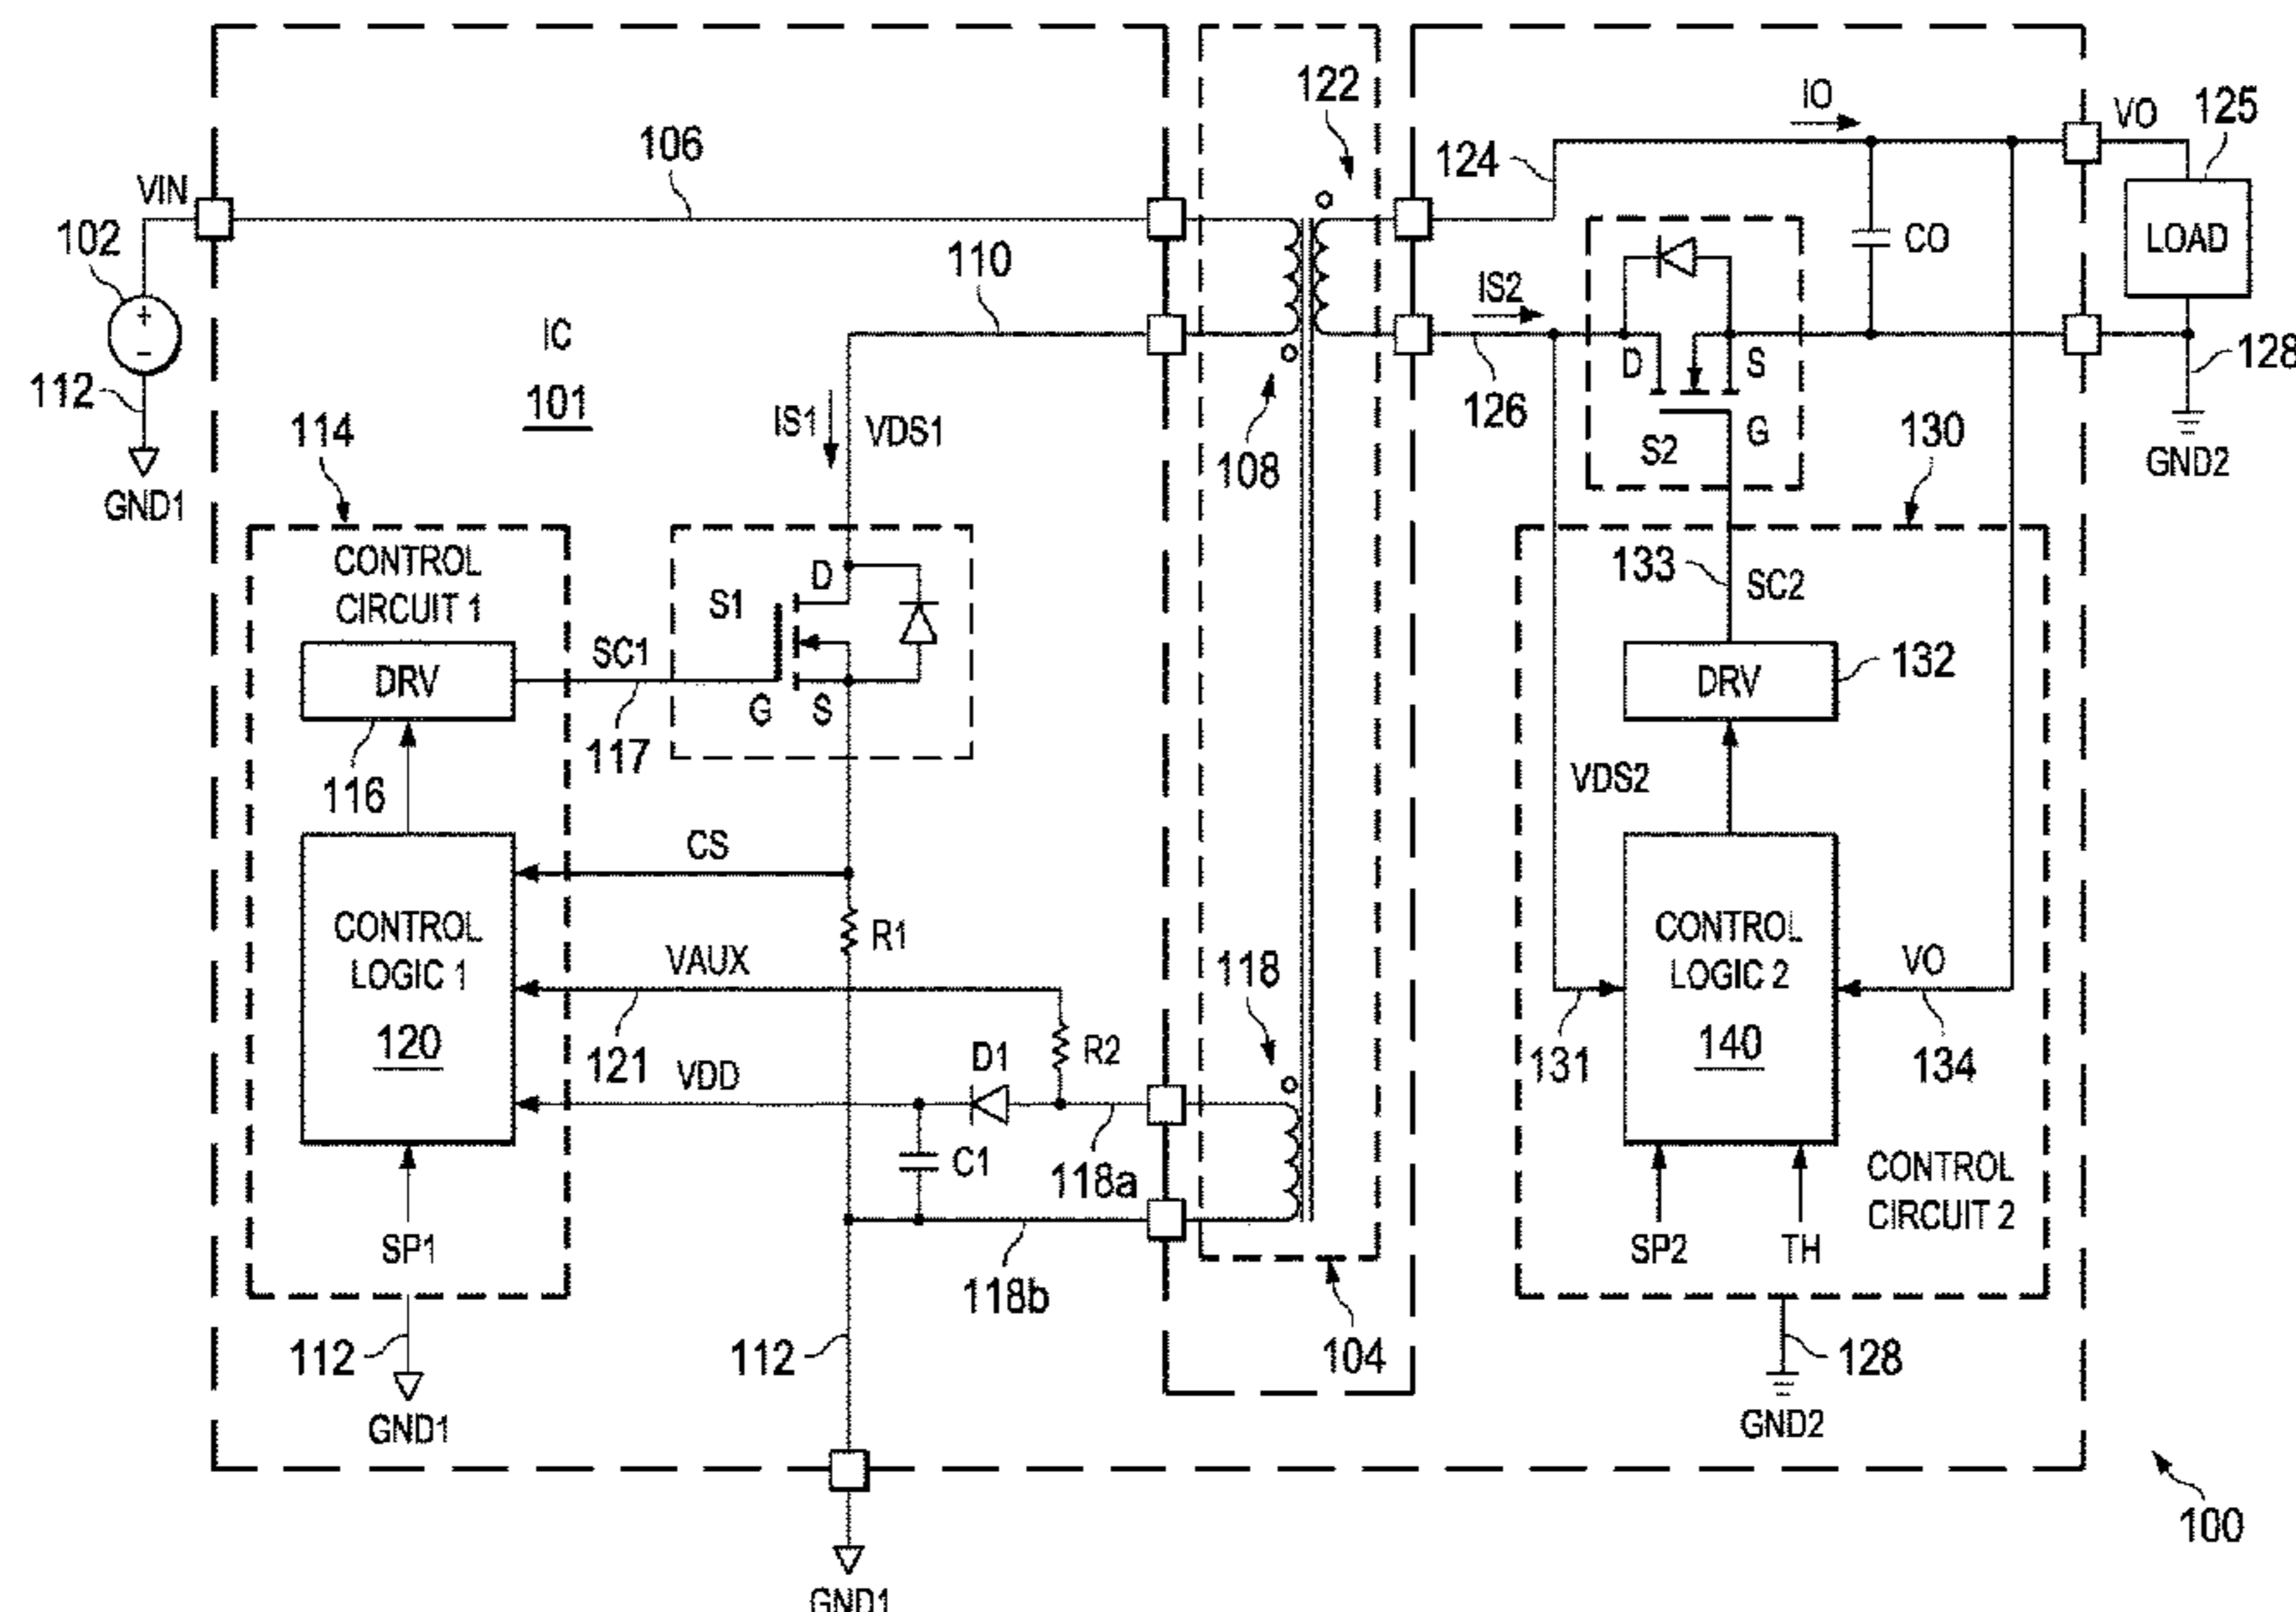 122
IO
VO
125
106
124
VIN
102
LOAD
CO
110
IS2
IC
112
101
D
S
126
128
114
IS1
VDS1
G
S2
130
108
GND2
GND1
CONTROL
CIRCUIT 1
D
S1
133
SC2
SC1
DRV
DRV
132
G
S
117
116
VDS2
CS
CONTROL
LOGIC 1
120
R1
CONTROL
LOGIC 2
140
VAUX
118
VO
121
D1
R2
131
134
VDD
C1
118a
CONTROL
CIRCUIT 2
SP1
SP2
TH
118b
112
112
104
128
GND1
GND2
100
GND1